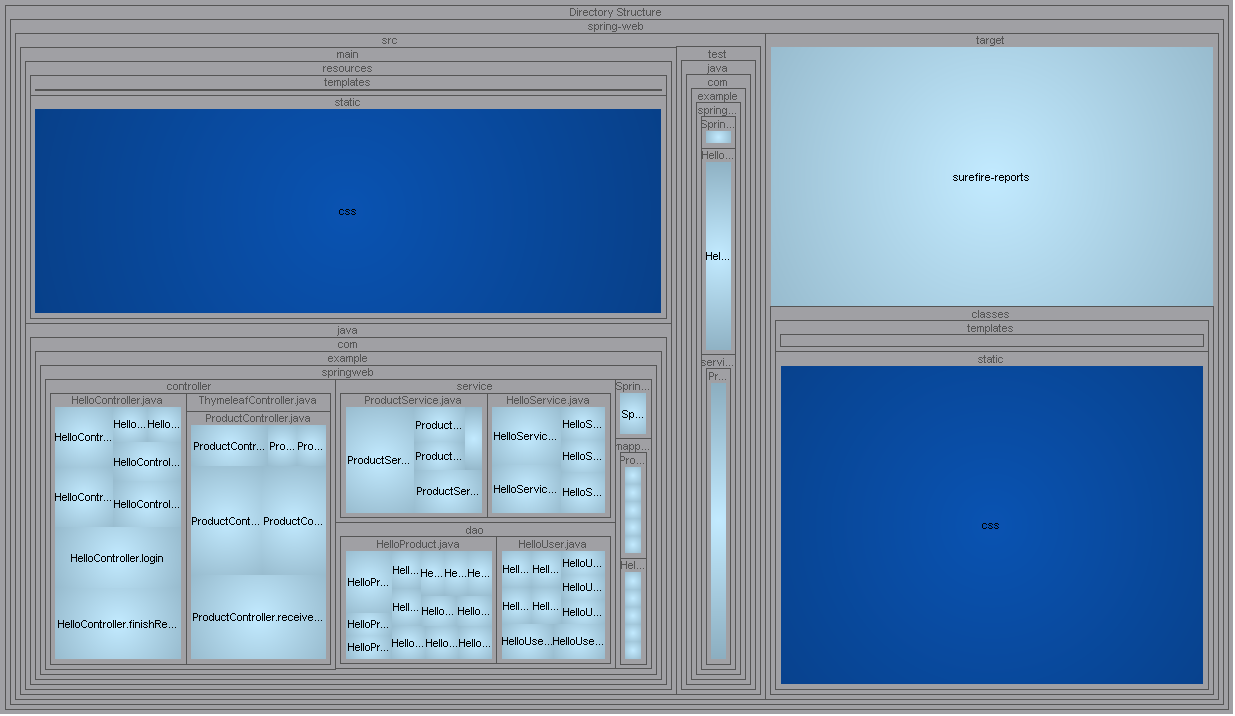 Directory Structure
spring-web
src
main
resources
templates
static
css
java
com
example
springweb
controller
HelloController.java
HelloContr...
Hello... Hello...
HelloControl...
HelloContr...
HelloControl...
HelloController.login
HelloController.finishRe...
ThymeleafController.java
ProductController.java
ProductContr... Pro... Pro...
ProductCont... ProductCo...
ProductController.receive...
service
ProductService.java
ProductSer...
Product...
Product...
ProductSer...
HelloService.java
HelloServic...
HelloS...
HelloS...
HelloServic...
HelloS...
dao
HelloProduct.java
HelloPr...
Hell... He... He... He...
Hell... Hello... Hello...
HelloPr...
HelloPr...
Hello... Hello... Hello...
HelloUser.java
Hell... Hell... HelloU...
HelloU...
Hell... Hell... HelloU...
HelloUse... HelloUse...
Sprin...
Sp...
mapp...
Pro...
Hel...
test
java
com
example
spring...
Sprin...
Hello...
Hel...
servi...
Pr...
target
surefire-reports
classes
templates
static
css